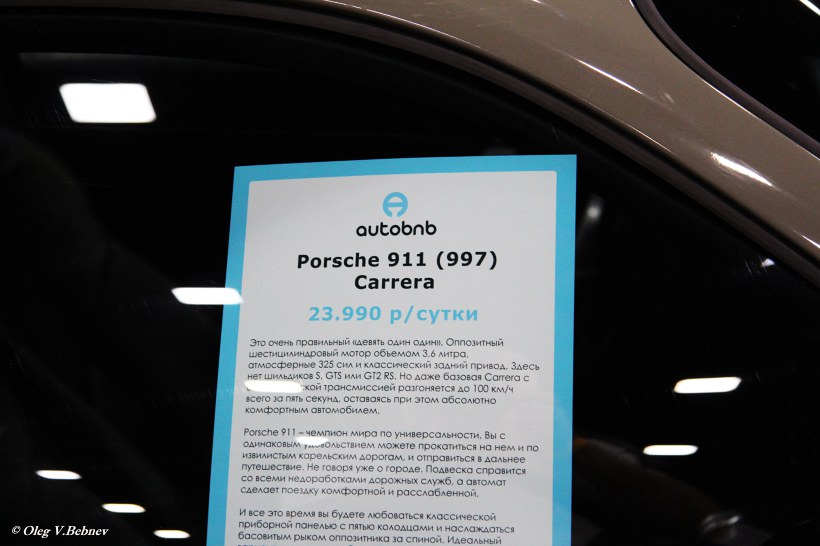 autobnb
Porsche 911 (997)
Carrera
23.990 р/сутки
Это очень правильный «девять один один». Оппозитный
шестицилиндровый мотор объемом 3.6 литра,
атмосферные 325 сил и классический задний привод. Здесь
нет шильдиков S, GTS или GT2 RS. Но даже базовая Carrera с
трансмиссией разгоняется до 100 км/ч
всего за пять секунд, оставаясь при этом абсолютно
комфортным автомобилем.
Porsche 911 – чемпион мира по универсальности. Вы с
одинаковым удовольствием можете прокатиться на нем и по
извилистым карельским дорогам, и отправиться в дальнее
путешествие. Не говоря уже о городе. Подвеска справится
со всеми недоработками дорожных служб, а автомат
сделает поездку комфортной и расслабленной.
И все это время вы будете любоваться классической
приборной панелью с пятью колодцами и наслаждаться
басовитым рыком оппозитника за спиной. Идеальный
© Oleg V.Bebnev